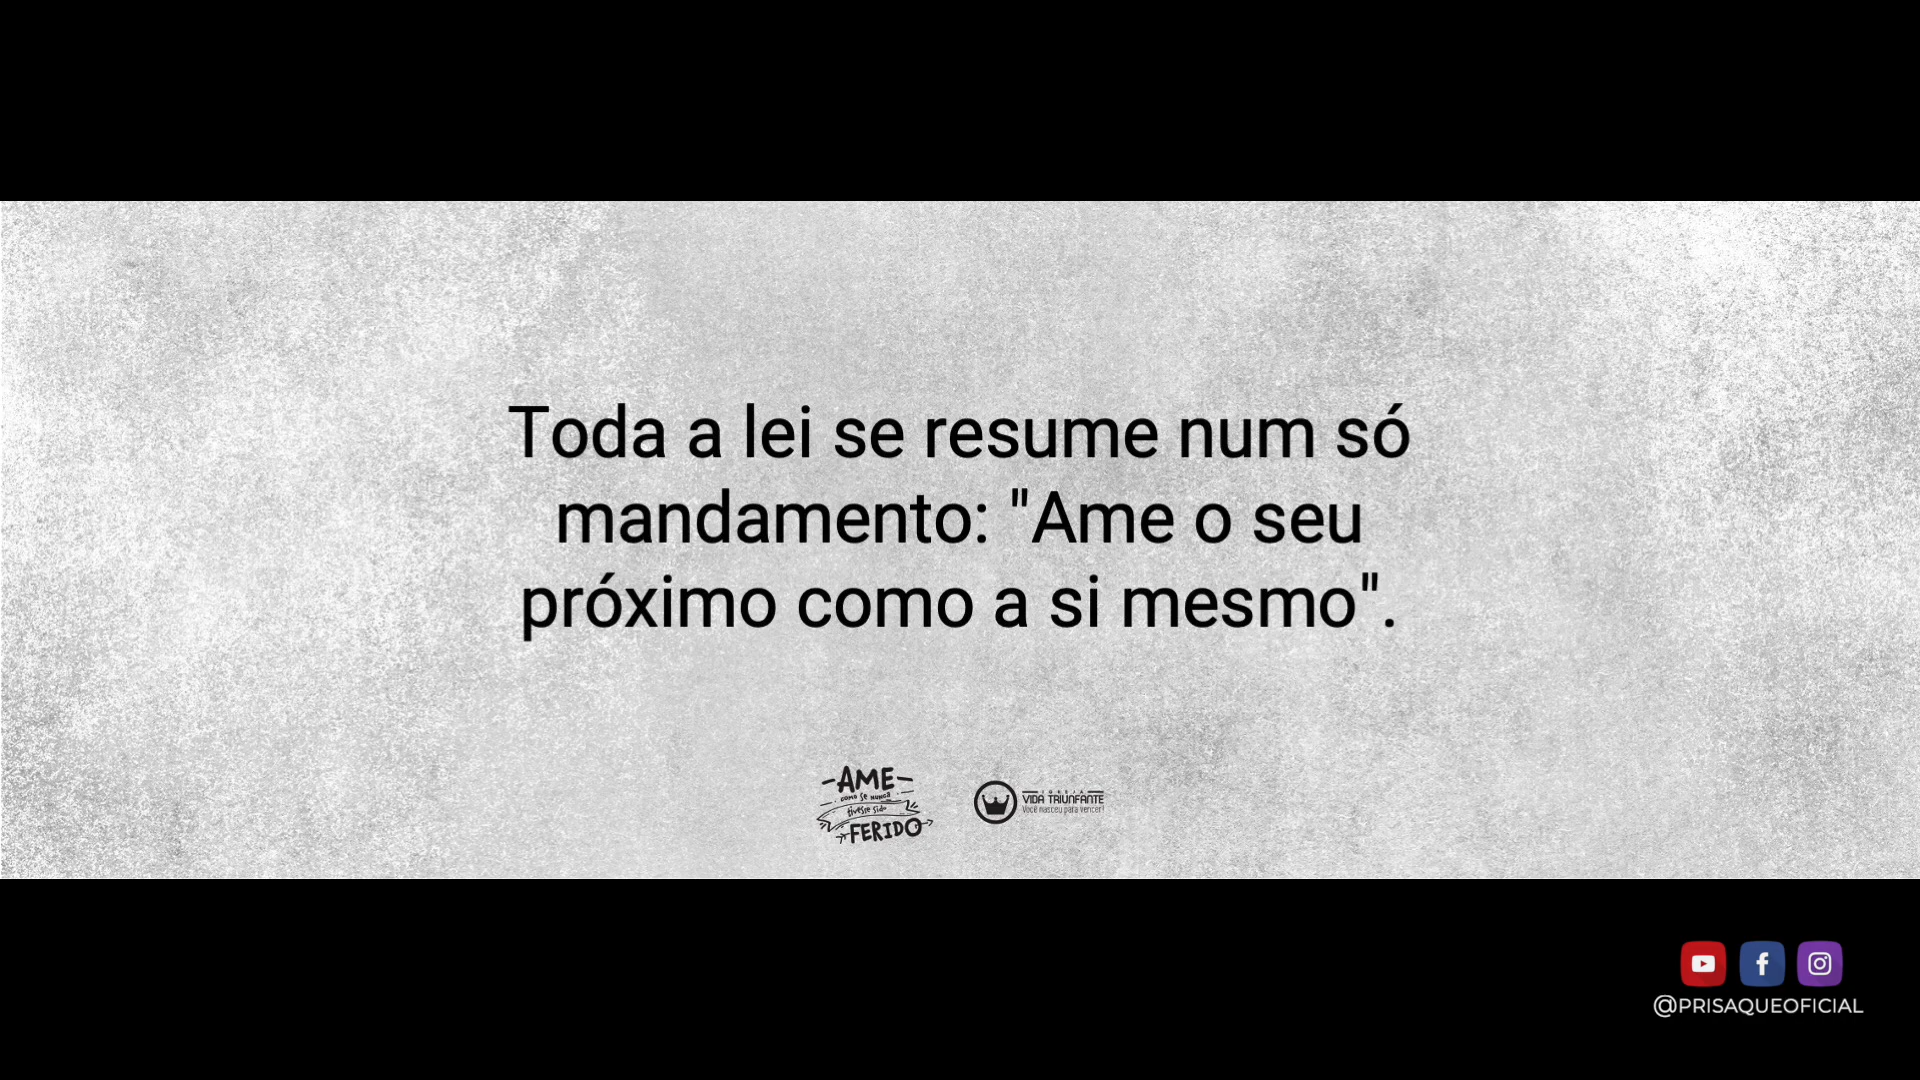 Toda a lei se resume num só
mandamento: "Ame o seu
próximo como a si mesmo".
AME
como se nunca
tivesse sido
FERIDO
IGREJA
VIDA TRIUNFANTE
Você nasceu para vencer!
@PRISAQUEOFICIAL